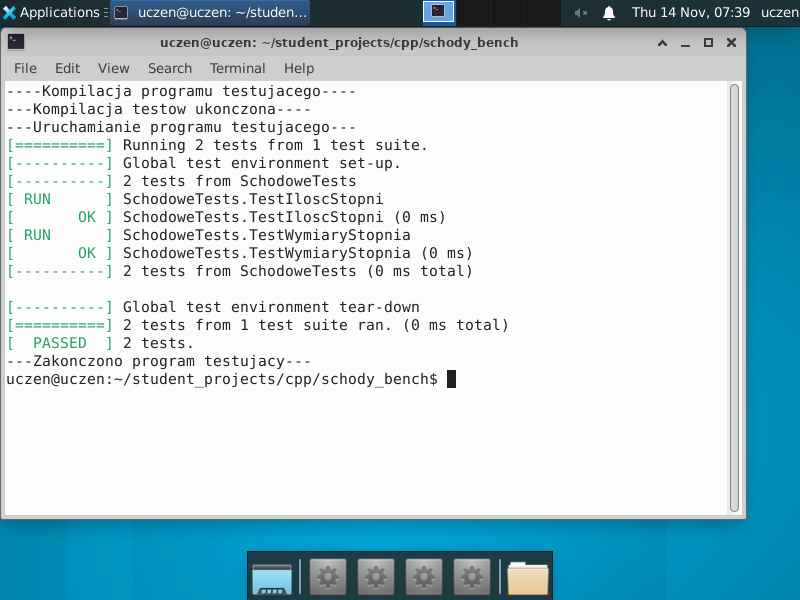 Applications uczen@uczen: ~/studen... Thu 14 Nov, 07:39 uczen
uczen@uczen: ~/student_projects/cpp/schody_bench
File Edit View Search Terminal Help
----Kompilacja programu testujacego----
---Kompilacja testow ukonczona----
---Uruchamianie programu testujacego---
[==========] Running 2 tests from 1 test suite.
[----------] Global test environment set-up.
[----------] 2 tests from SchodoweTests
[ RUN      ] SchodoweTests.TestIloscStopni
[       OK ] SchodoweTests.TestIloscStopni (0 ms)
[ RUN      ] SchodoweTests.TestWymiaryStopnia
[       OK ] SchodoweTests.TestWymiaryStopnia (0 ms)
[----------] 2 tests from SchodoweTests (0 ms total)
[----------] Global test environment tear-down
[==========] 2 tests from 1 test suite ran. (0 ms total)
[  PASSED  ] 2 tests.
---Zakonczono program testujacy---
uczen@uczen:~/student_projects/cpp/schody_bench$